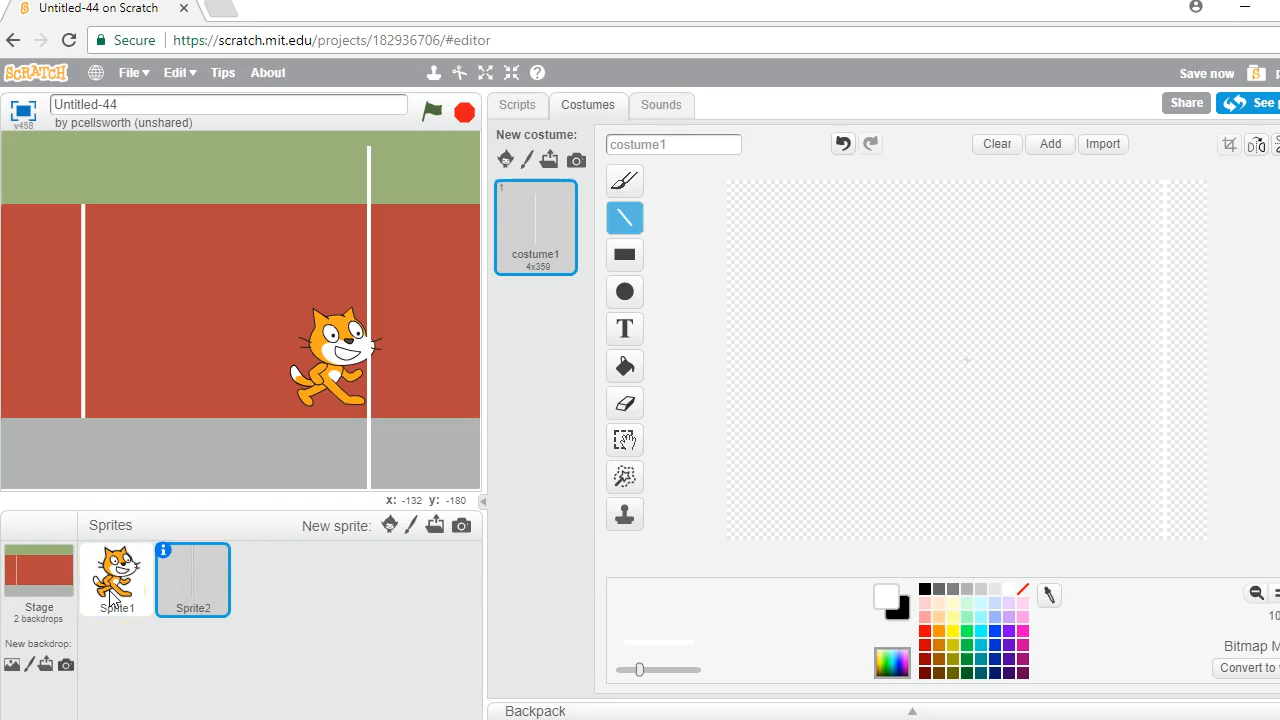 Untitled-44 on Scratch
Secure https://scratch.mit.edu/projects/182936706/#editor
SCRATCH File Edit Tips About Save now
Untitled-44
by pcellsworth (unshared)
v458
Scripts Costumes Sounds
Share See
New costume:
costume1
Clear Add Import
1
costume1
4x359
T
x: -132 y: -180
Sprites New sprite:
Sprite1
Sprite2
Stage
2 backdrops
New backdrop:
Bitmap M
Convert to
Backpack